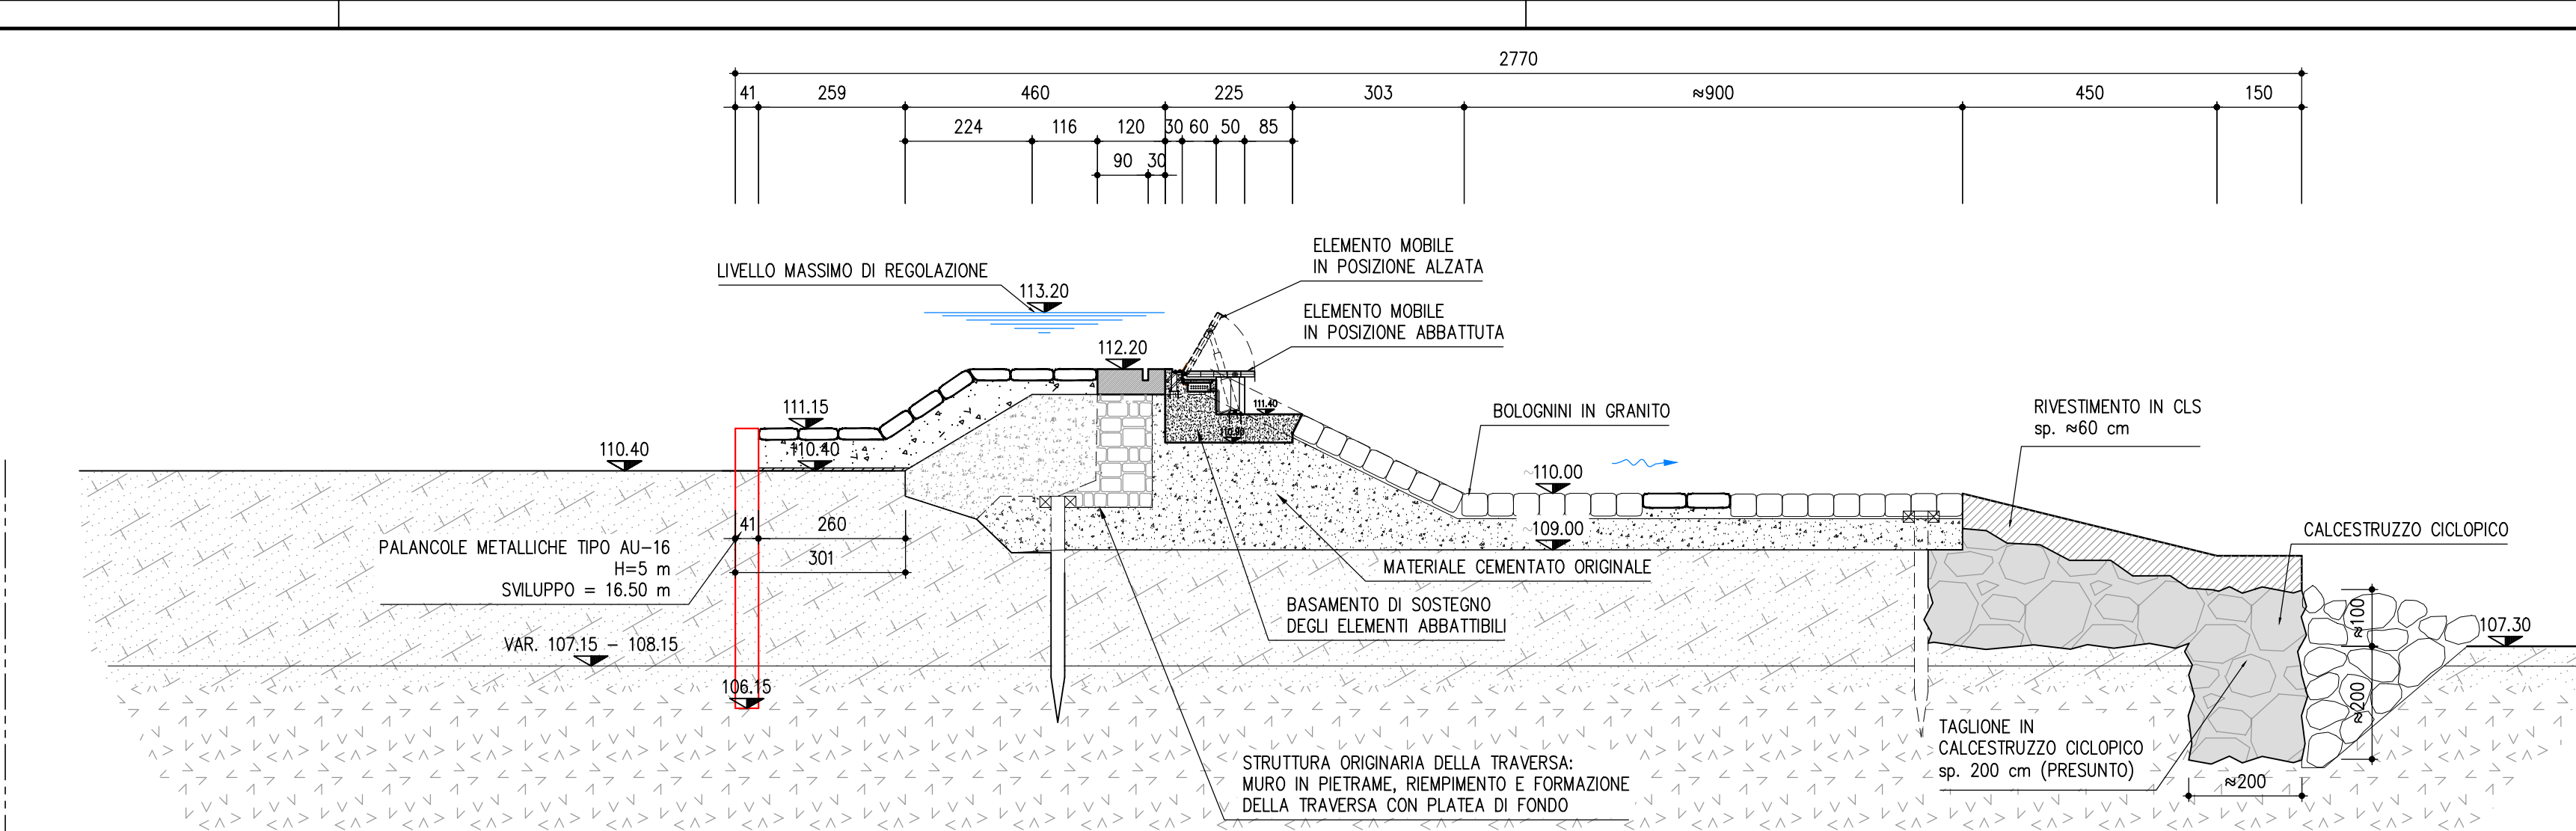 2770
41 259 460 225 303 ≈900 450 150
224 116 120 30 60 50 85
90 30
ELEMENTO MOBILE
IN POSIZIONE ALZATA
LIVELLO MASSIMO DI REGOLAZIONE
113.20
ELEMENTO MOBILE
IN POSIZIONE ABBATTUTA
112.20
111.15
110.40
110.40
111.40
BOLOGNINI IN GRANITO
RIVESTIMENTO IN CLS
sp. ≈60 cm
~110.00
109.00
CALCESTRUZZO CICLOPICO
41 260
301
PALANCOLE METALLICHE TIPO AU-16
H=5 m
SVILUPPO = 16.50 m
MATERIALE CEMENTATO ORIGINALE
BASAMENTO DI SOSTEGNO
DEGLI ELEMENTI ABBATTIBILI
VAR. 107.15 - 108.15
106.15
≈100
107.30
≈200
TAGLIONE IN
CALCESTRUZZO CICLOPICO
sp. 200 cm (PRESUNTO)
≈200
STRUTTURA ORIGINARIA DELLA TRAVERSA:
MURO IN PIETRAME, RIEMPIMENTO E FORMAZIONE
DELLA TRAVERSA CON PLATEA DI FONDO